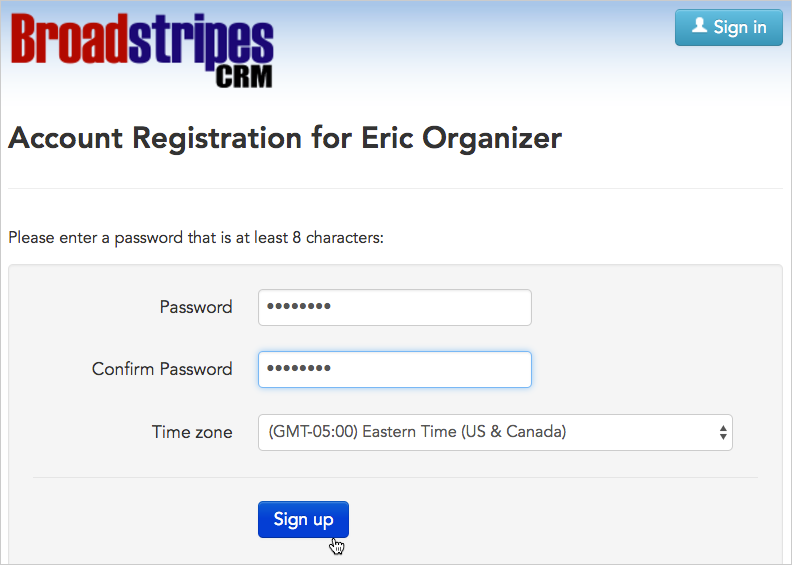 Broadstripes
CRM
Sign in
Account Registration for Eric Organizer
Please enter a password that is at least 8 characters:
Password ••••••••
Confirm Password ••••••••
Time zone (GMT-05:00) Eastern Time (US & Canada)
Sign up